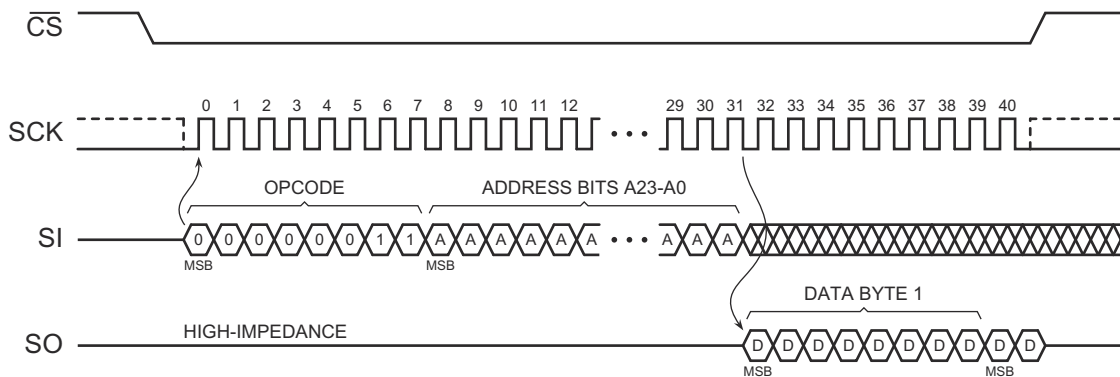 CS
0 1 2 3 4 5 6 7 8 9 10 11 12 29 30 31 32 33 34 35 36 37 38 39 40
SCK
OPCODE ADDRESS BITS A23-A0
SI 0 0 0 0 0 0 1 1 A A A A A A A A A
MSB MSB
DATA BYTE 1
HIGH-IMPEDANCE
SO D D D D D D D D D D
MSB MSB